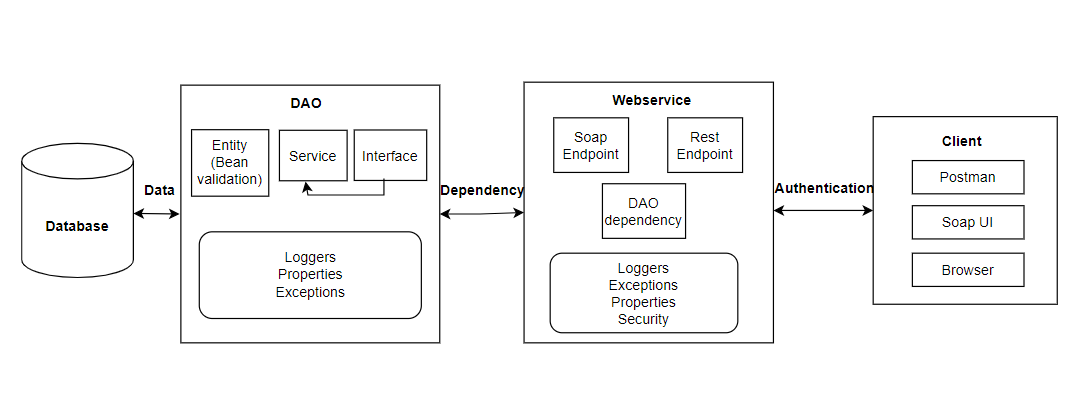 Database
Data
DAO
Entity
(Bean
validation)
Service
Interface
Loggers
Properties
Exceptions
Dependency
Webservice
Soap
Endpoint
Rest
Endpoint
DAO
dependency
Loggers
Exceptions
Properties
Security
Authentication
Client
Postman
Soap UI
Browser